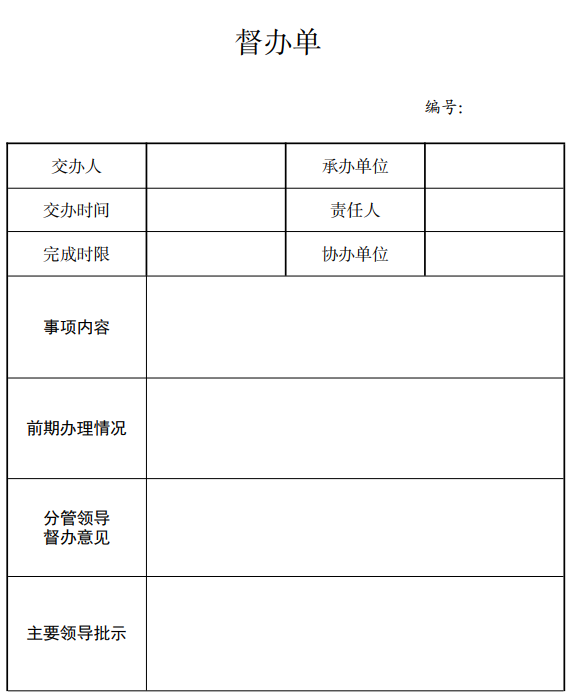 督办单
编号：
交办人 承办单位
交办时间 责任人
完成时限 协办单位
事项内容
前期办理情况
分管领导
督办意见
主要领导批示